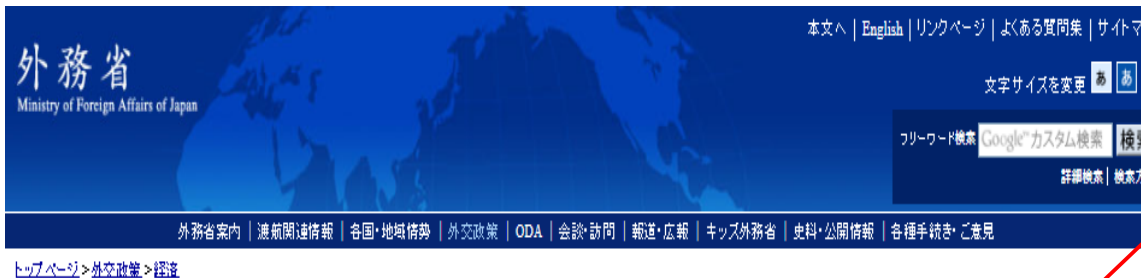 本文へ | English | リンクページ | よくある質問集 | サイトマ
外務省
Ministry of Foreign Affairs of Japan
文字サイズを変更 あ あ
フリーワード検索 Google™ カスタム検索 検索
詳細検索 | 検索方
外務省案内 | 渡航関連情報 | 各国・地域情勢 | 外交政策 | ODA | 会談・訪問 | 報道・広報 | キッズ外務省 | 史料・公開情報 | 各種手続き・ご意見
トップページ > 外交政策 > 経済